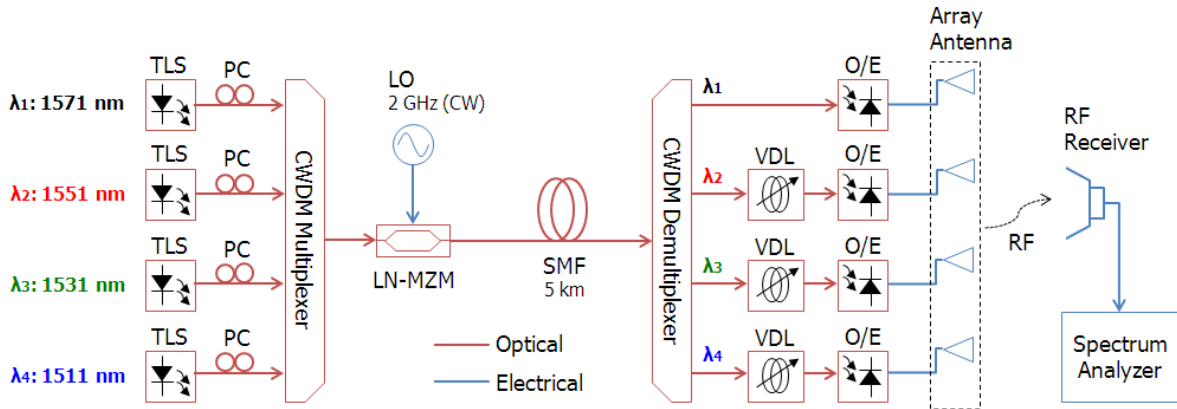 Array
Antenna
TLS
PC
LO
2 GHz (CW)
O/E
λ1: 1571 nm
λ1
RF
Receiver
TLS
PC
VDL
O/E
λ2: 1551 nm
λ2
CWDM Multiplexer
CWDM Demultiplexer
RF
TLS
PC
LN-MZM
SMF
5 km
VDL
O/E
λ3: 1531 nm
λ3
TLS
PC
VDL
O/E
λ4: 1511 nm
λ4
Optical
Electrical
Spectrum
Analyzer